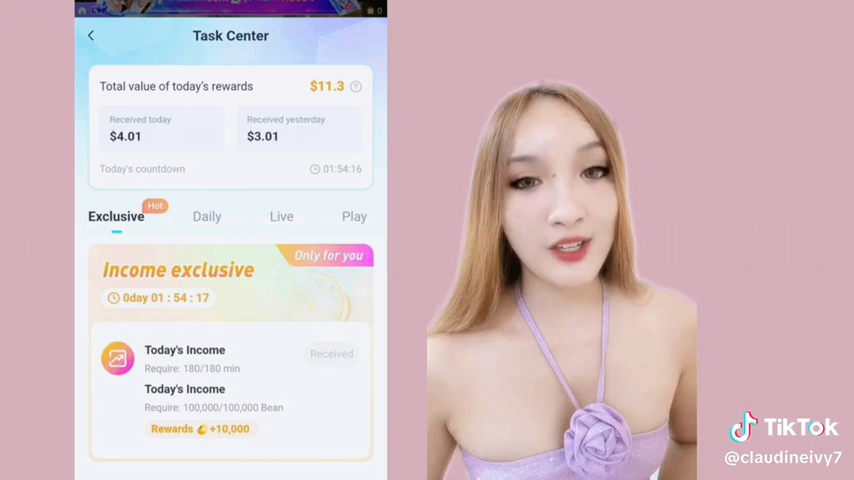 Task Center
Total value of today's rewards $11.3
Received today
$4.01
Received yesterday
$3.01
Today's countdown 01:54:16
Hot
Exclusive Daily Live Play
Only for you
Income exclusive
0day 01 : 54 : 17
Today's Income
Received
Require: 180/180 min
Today's Income
Require: 100,000/100,000 Bean
Rewards +10,000
TikTok
@claudineivy7